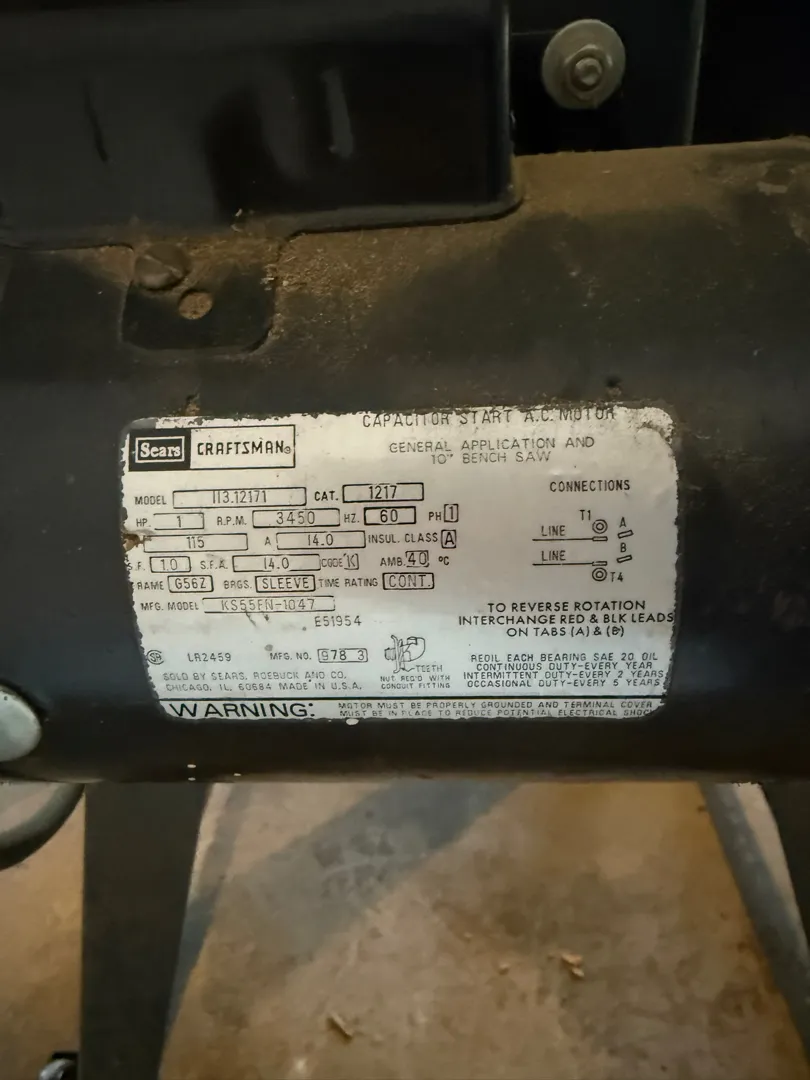 CAPACITOR START A.C. MOTOR
Sears CRAFTSMAN®
GENERAL APPLICATION AND
10" BENCH SAW
MODEL 113.12171 CAT. 1217
HP. 1 R.P.M. 3450 HZ. 60 PH 1
115 A 14.0 INSUL. CLASS A
S.F. 1.0 S.F.A. 14.0 CODE K AMB. 40 °C
FRAME G56Z BRGS. SLEEVE TIME RATING CONT.
MFG. MODEL KS55FN-1047
E51954
CONNECTIONS
T1
A
LINE
B
LINE
T4
TO REVERSE ROTATION
INTERCHANGE RED & BLK LEADS
ON TABS (A) & (B)
LR2459 MFG. NO. 978 3
SOLD BY SEARS, ROEBUCK AND CO.
CHICAGO, IL. 60684 MADE IN U.S.A.
TEETH
NUT REQ'D WITH
CONDUIT FITTING
REOIL EACH BEARING SAE 20 OIL
CONTINUOUS DUTY-EVERY YEAR
INTERMITTENT DUTY-EVERY 2 YEARS
OCCASIONAL DUTY-EVERY 5 YEARS
WARNING: MOTOR MUST BE PROPERLY GROUNDED AND TERMINAL COVER
MUST BE IN PLACE TO REDUCE POTENTIAL ELECTRICAL SHOCK